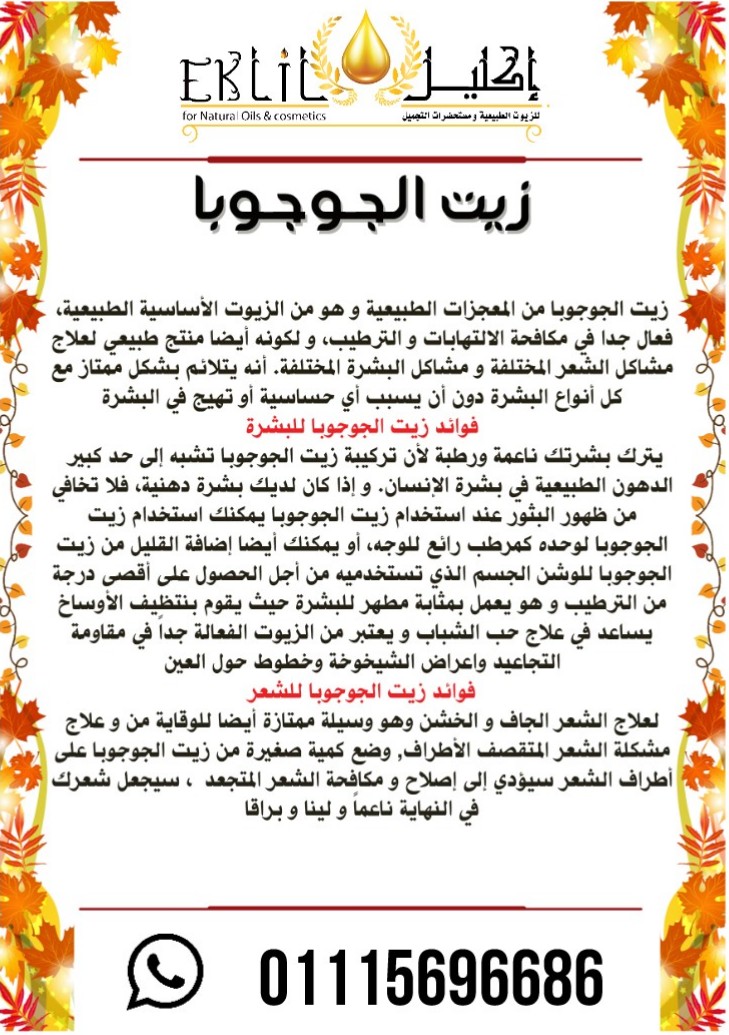 EKLIL إكليل
for Natural Oils & cosmetics للزيوت الطبيعية ومستحضرات التجميل
زيت الجوجوبا
زيت الجوجوبا من المعجزات الطبيعية و هو من الزيوت الأساسية الطبيعية،
فعال جدا في مكافحة الالتهابات و الترطيب، و لكونه أيضا منتج طبيعي لعلاج
مشاكل الشعر المختلفة و مشاكل البشرة المختلفة. أنه يتلائم بشكل ممتاز مع
كل أنواع البشرة دون أن يسبب أي حساسية أو تهيج في البشرة
فوائد زيت الجوجوبا للبشرة
يترك بشرتك ناعمة ورطبة لأن تركيبة زيت الجوجوبا تشبه إلى حد كبير
الدهون الطبيعية في بشرة الإنسان. و إذا كان لديك بشرة دهنية، فلا تخافي
من ظهور البثور عند استخدام زيت الجوجوبا يمكنك استخدام زيت
الجوجوبا لوحده كمرطب رائع للوجه، أو يمكنك أيضا إضافة القليل من زيت
الجوجوبا للوشن الجسم الذي تستخدميه من أجل الحصول على أقصى درجة
من الترطيب و هو يعمل بمثابة مطهر للبشرة حيث يقوم بنتظيف الأوساخ
يساعد في علاج حب الشباب و يعتبر من الزيوت الفعالة جداً في مقاومة
التجاعيد واعراض الشيخوخة وخطوط حول العين
فوائد زيت الجوجوبا للشعر
لعلاج الشعر الجاف و الخشن وهو وسيلة ممتازة أيضا للوقاية من و علاج
مشكلة الشعر المتقصف الأطراف, وضع كمية صغيرة من زيت الجوجوبا على
أطراف الشعر سيؤدي إلى إصلاح و مكافحة الشعر المتجعد ، سيجعل شعرك
في النهاية ناعماً و لينا و براقا
01115696686